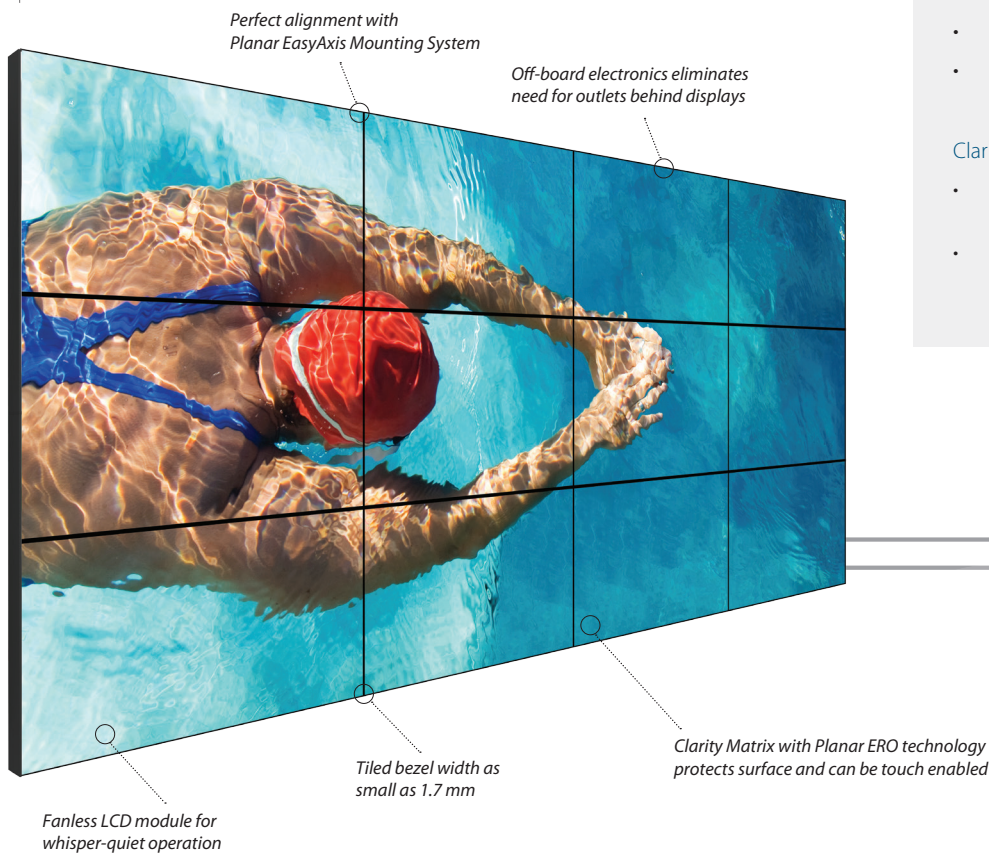 Perfect alignment with
Planar EasyAxis Mounting System
Off-board electronics eliminates
need for outlets behind displays
•
•
Clar
•
•
Clarity Matrix with Planar ERO technology
protects surface and can be touch enabled
Tiled bezel width as
small as 1.7 mm
Fanless LCD module for
whisper-quiet operation